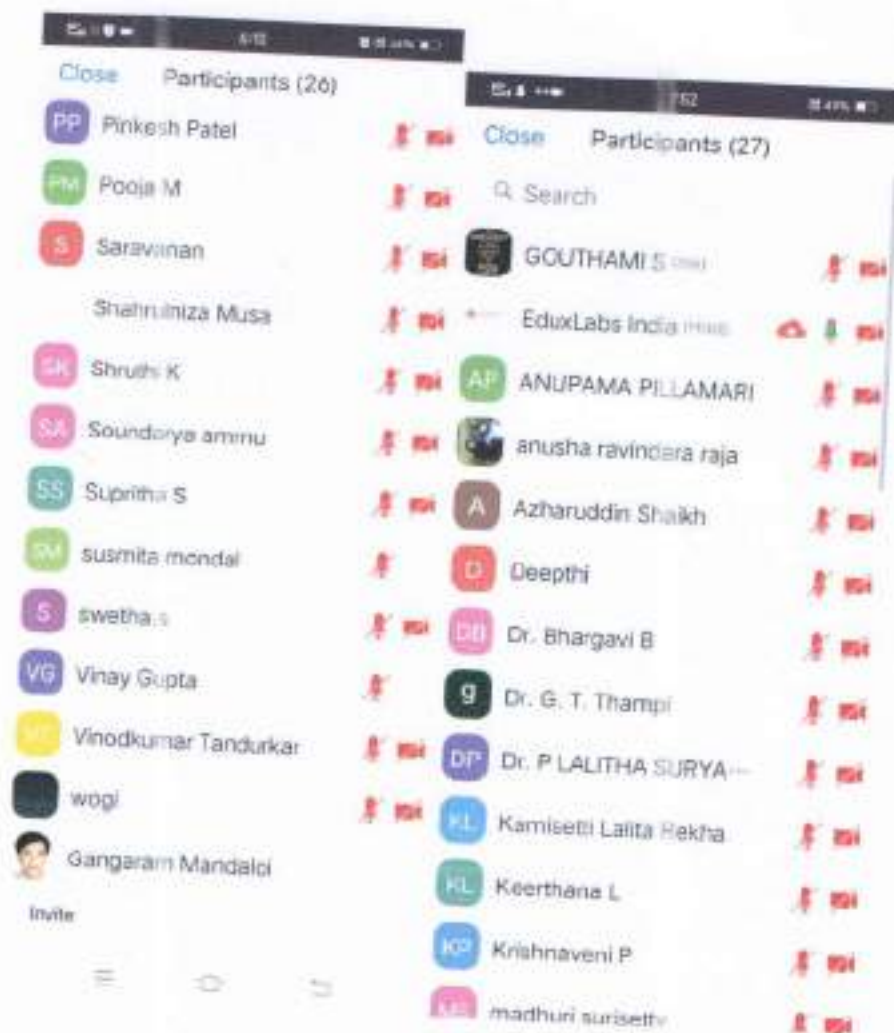 Close Participants (26)
PP Pinkesh Patel
PM Pooja M
S Saravanan
Shahrulniza Musa
SK Shruthi K
SA Soundarya ammu
SS Supritha S
SM susmita mondal
S swetha.s
VG Vinay Gupta
VT Vinodkumar Tandurkar
wogi
Gangaram Mandaloi
Invite
Close Participants (27)
Search
GOUTHAMI S
EduxLabs India
AP ANUPAMA PILLAMARI
anusha ravindara raja
A Azharuddin Shaikh
D Deepthi
DB Dr. Bhargavi B
g Dr. G. T. Thampi
DP Dr. P LALITHA SURYA...
KL Kamisetti Lalita Rekha
KL Keerthana L
KP Krishnaveni P
madhuri surisetty